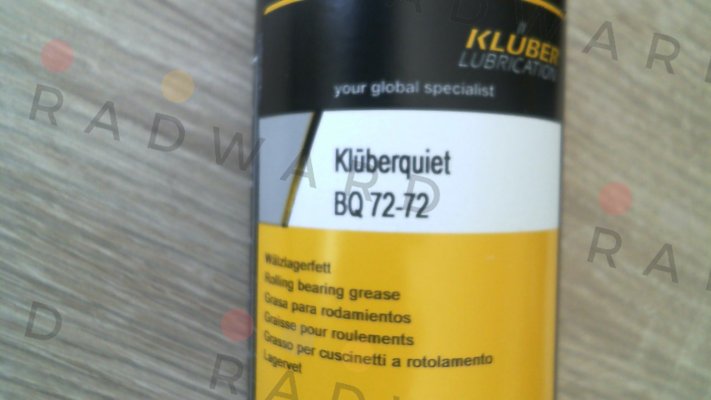 KLÜBER
LUBRICATION
your global specialist
Klüberquiet
BQ 72-72
Wälzlagerfett
Rolling bearing grease
Grasa para rodamientos
Graisse pour roulements
Grasso per cuscinetti a rotolamento
Lagervet
RADWARD